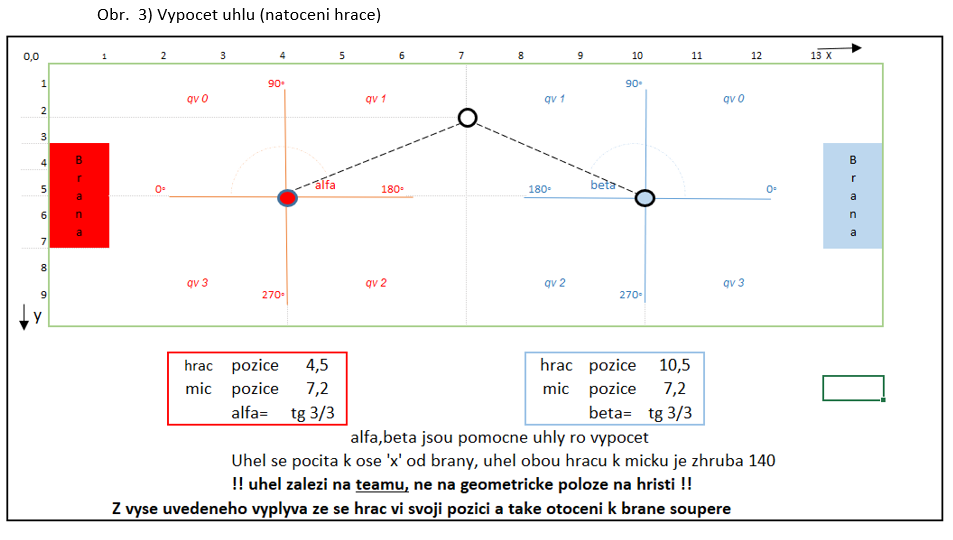 Obr. 3) Vypocet uhlu (natoceni hrace)
0,0 1 2 3 4 5 6 7 8 9 10 11 12 13 X
1
2
3
4
5
6
7
8
9
y
B
r
a
n
a
90°
qv 0
qv 1
0°
alfa
180°
qv 3
qv 2
270°
90°
qv 1
qv 0
180°
beta
0°
qv 2
qv 3
270°
B
r
a
n
a
hrac pozice 4,5
mic pozice 7,2
alfa= tg 3/3
hrac pozice 10,5
mic pozice 7,2
beta= tg 3/3
alfa,beta jsou pomocne uhly ro vypocet
Uhel se pocita k ose 'x' od brany, uhel obou hracu k micku je zhruba 140
!! uhel zalezi na teamu, ne na geometricke poloze na hristi !!
Z vyse uvedeneho vyplyva ze se hrac vi svoji pozici a take otoceni k brane soupere